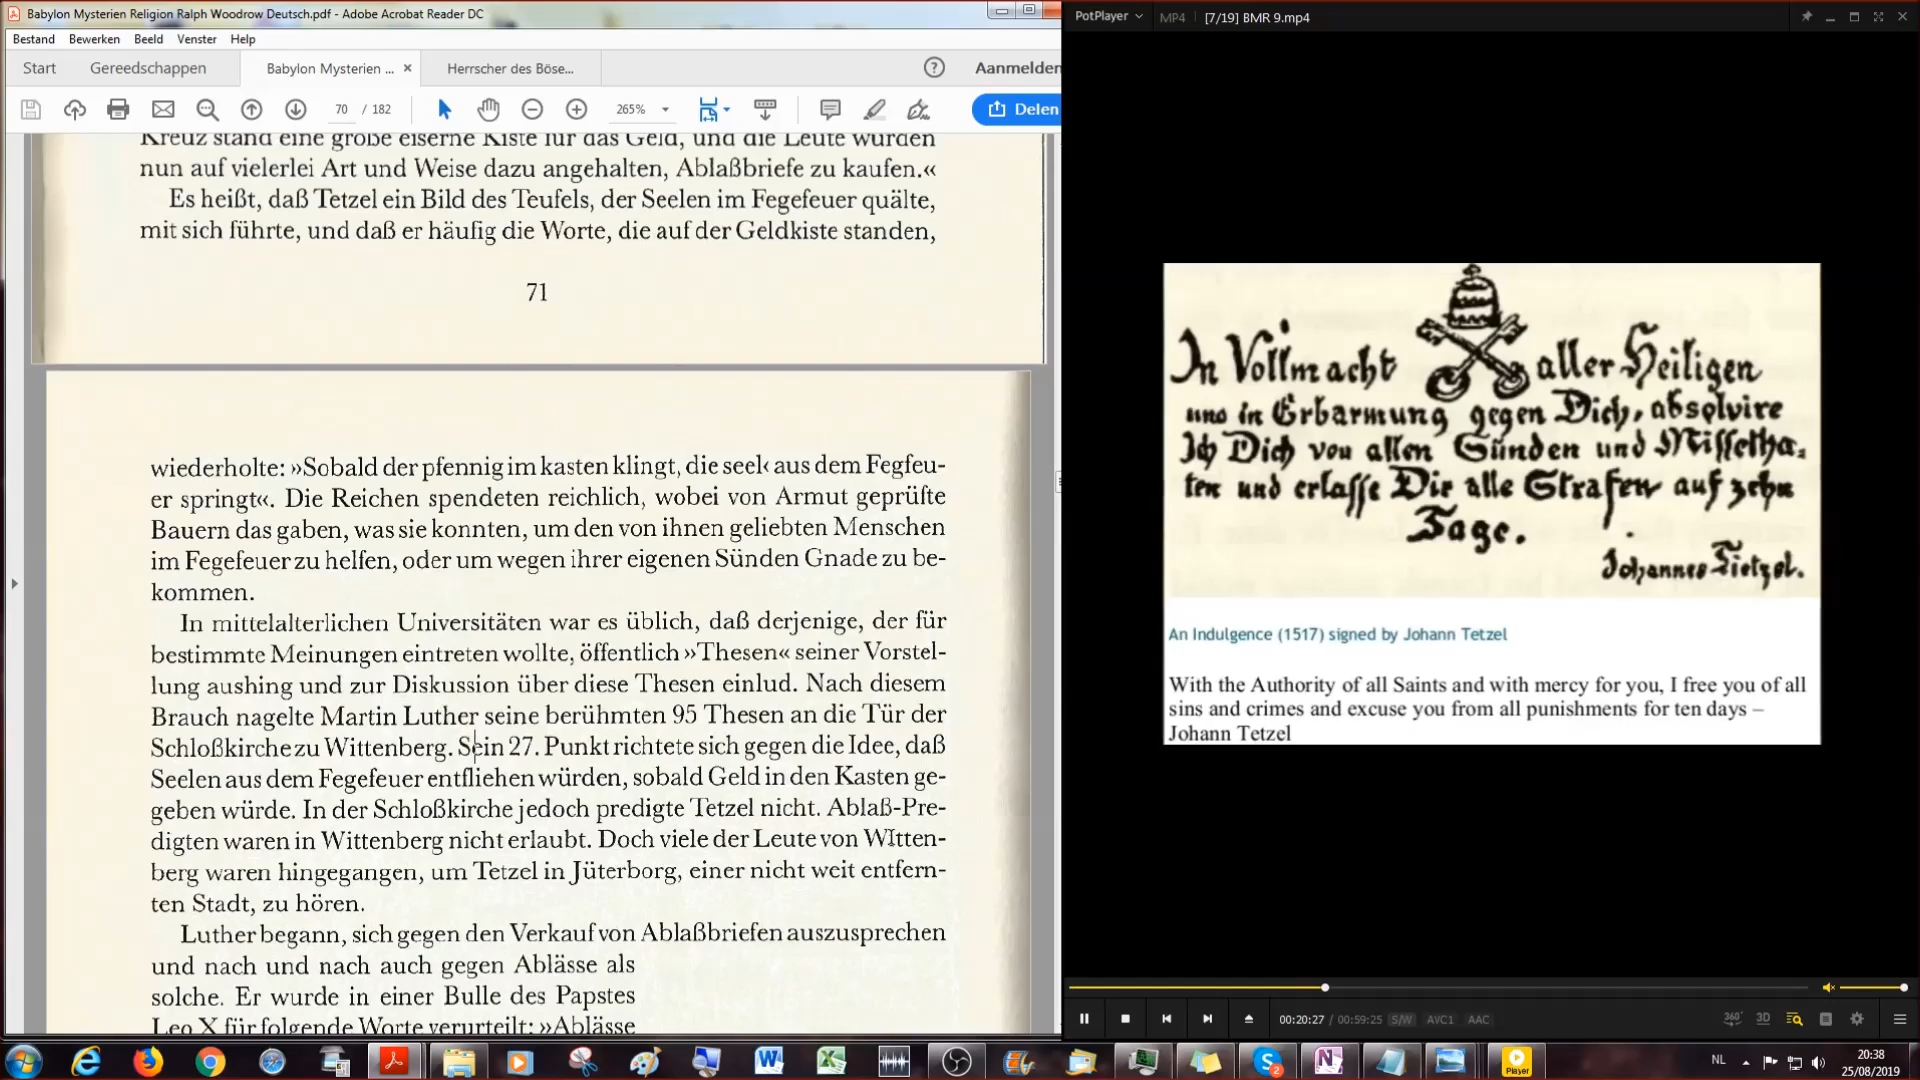 Babylon Mysterien Religion Ralph Woodrow Deutsch.pdf - Adobe Acrobat Reader DC
Bestand Bewerken Beeld Venster Help
Start Gereedschappen Babylon Mysterien ... × Herrscher des Böse... Aanmelden
70 / 182 265% Delen
Kreuz stand eine große eiserne Kiste für das Geld, und die Leute wurden
nun auf vielerlei Art und Weise dazu angehalten, Ablaßbriefe zu kaufen.«
Es heißt, daß Tetzel ein Bild des Teufels, der Seelen im Fegefeuer quälte,
mit sich führte, und daß er häufig die Worte, die auf der Geldkiste standen,
71
wiederholte: »Sobald der pfennig im kasten klingt, die seel‹ aus dem Fegfeu-
er springt«. Die Reichen spendeten reichlich, wobei von Armut geprüfte
Bauern das gaben, was sie konnten, um den von ihnen geliebten Menschen
im Fegefeuer zu helfen, oder um wegen ihrer eigenen Sünden Gnade zu be-
kommen.
In mittelalterlichen Universitäten war es üblich, daß derjenige, der für
bestimmte Meinungen eintreten wollte, öffentlich »Thesen« seiner Vorstel-
lung aushing und zur Diskussion über diese Thesen einlud. Nach diesem
Brauch nagelte Martin Luther seine berühmten 95 Thesen an die Tür der
Schloßkirche zu Wittenberg. Sein 27. Punkt richtete sich gegen die Idee, daß
Seelen aus dem Fegefeuer entfliehen würden, sobald Geld in den Kasten ge-
geben würde. In der Schloßkirche jedoch predigte Tetzel nicht. Ablaß-Pre-
digten waren in Wittenberg nicht erlaubt. Doch viele der Leute von Witten-
berg waren hingegangen, um Tetzel in Jüterborg, einer nicht weit entfern-
ten Stadt, zu hören.
Luther begann, sich gegen den Verkauf von Ablaßbriefen auszusprechen
und nach und nach auch gegen Ablässe als
solche. Er wurde in einer Bulle des Papstes
Leo X für folgende Worte verurteilt: »Ablässe
PotPlayer MP4 [7/19] BMR 9.mp4
In Vollmacht aller Heiligen
und in Erbarmung gegen Dich, absolvire
Ich Dich von allen Sünden und Missetha-
ten und erlasse Dir alle Strafen auf zehn
Tage.
Johannes Tietzel.
An Indulgence (1517) signed by Johann Tetzel
With the Authority of all Saints and with mercy for you, I free you of all
sins and crimes and excuse you from all punishments for ten days –
Johann Tetzel
00:20:27 / 00:59:25 S/W AVC1 AAC
360° 3D
NL 20:38
25/08/2019
2
Player